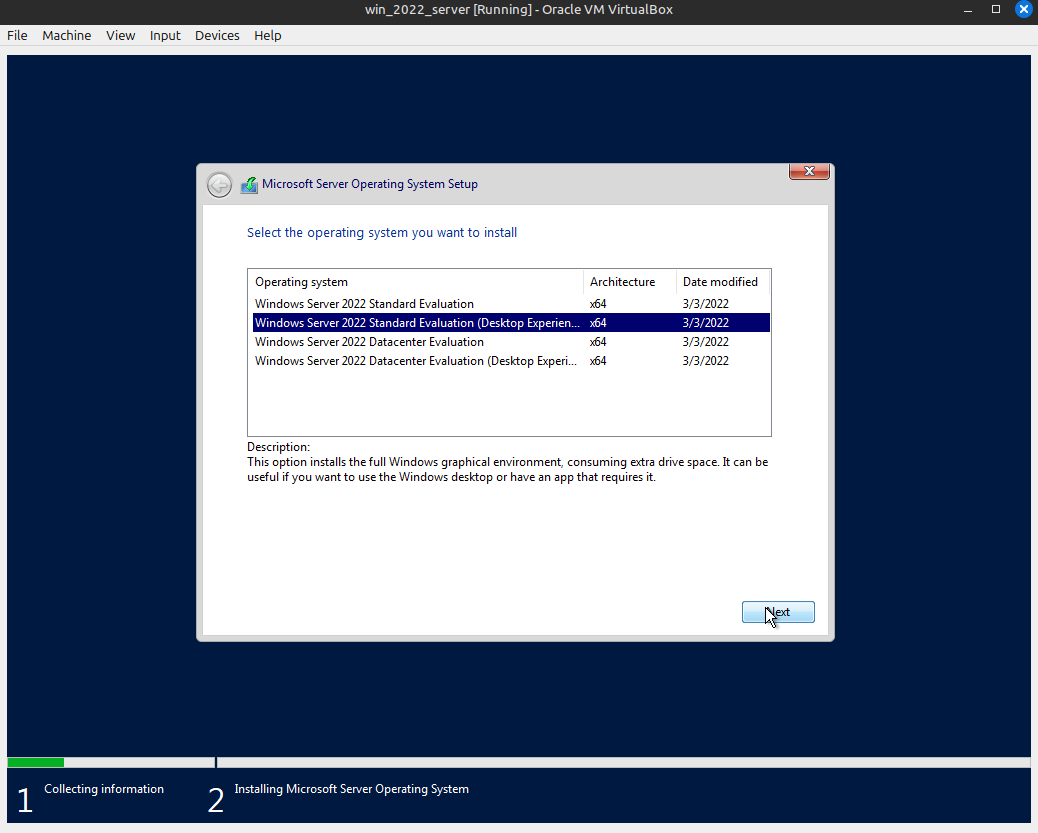 win_2022_server [Running] - Oracle VM VirtualBox
File Machine View Input Devices Help
Microsoft Server Operating System Setup
Select the operating system you want to install
Operating system Architecture Date modified
Windows Server 2022 Standard Evaluation x64 3/3/2022
Windows Server 2022 Standard Evaluation (Desktop Experien... x64 3/3/2022
Windows Server 2022 Datacenter Evaluation x64 3/3/2022
Windows Server 2022 Datacenter Evaluation (Desktop Experi... x64 3/3/2022
Description:
This option installs the full Windows graphical environment, consuming extra drive space. It can be
useful if you want to use the Windows desktop or have an app that requires it.
Next
1 Collecting information 2 Installing Microsoft Server Operating System